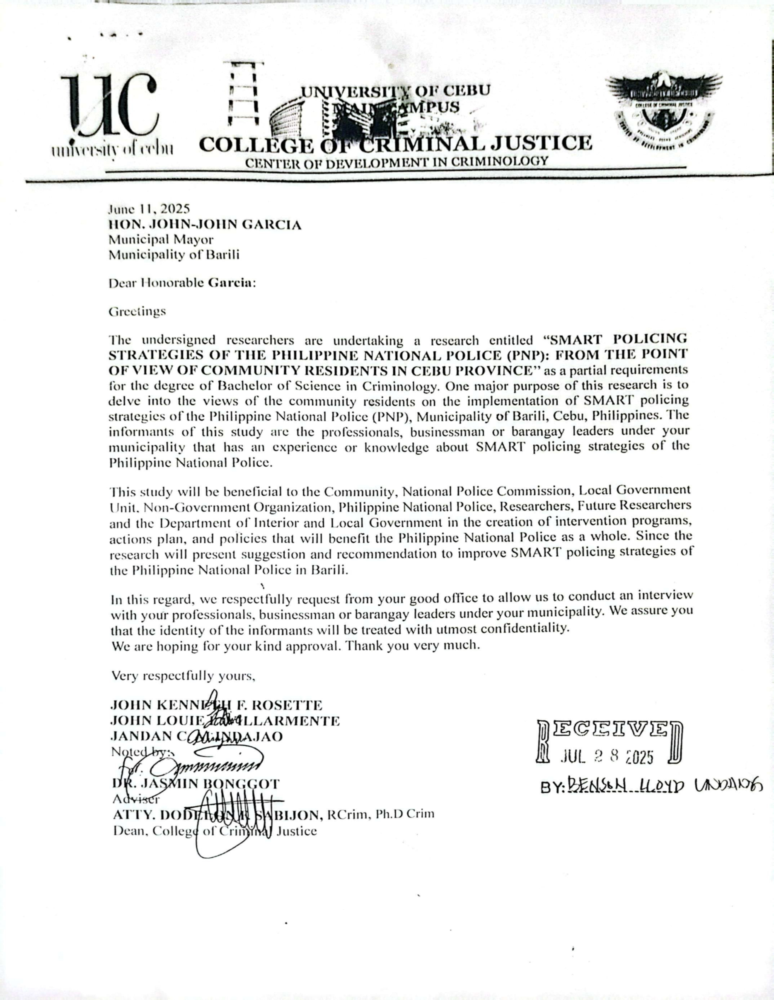 uc
university of cebu
UNIVERSITY OF CEBU
MAIN CAMPUS
COLLEGE OF CRIMINAL JUSTICE
CENTER OF DEVELOPMENT IN CRIMINOLOGY
UNIVERSITY OF CEBU
COLLEGE OF CRIMINAL JUSTICE
June 11, 2025
HON. JOHN-JOHN GARCIA
Municipal Mayor
Municipality of Barili
Dear Honorable Garcia:
Greetings
The undersigned researchers are undertaking a research entitled “SMART POLICING
STRATEGIES OF THE PHILIPPINE NATIONAL POLICE (PNP): FROM THE POINT
OF VIEW OF COMMUNITY RESIDENTS IN CEBU PROVINCE” as a partial requirements
for the degree of Bachelor of Science in Criminology. One major purpose of this research is to
delve into the views of the community residents on the implementation of SMART policing
strategies of the Philippine National Police (PNP), Municipality of Barili, Cebu, Philippines. The
informants of this study are the professionals, businessman or barangay leaders under your
municipality that has an experience or knowledge about SMART policing strategies of the
Philippine National Police.
This study will be beneficial to the Community, National Police Commission, Local Government
Unit. Non-Government Organization, Philippine National Police, Researchers, Future Researchers
and the Department of Interior and Local Government in the creation of intervention programs,
actions plan, and policies that will benefit the Philippine National Police as a whole. Since the
research will present suggestion and recommendation to improve SMART policing strategies of
the Philippine National Police in Barili.
In this regard, we respectfully request from your good office to allow us to conduct an interview
with your professionals, businessman or barangay leaders under your municipality. We assure you
that the identity of the informants will be treated with utmost confidentiality.
We are hoping for your kind approval. Thank you very much.
Very respectfully yours,
JOHN KENNETH F. ROSETTE
JOHN LOUIE VILLARMENTE
JANDAN C. MINDAJAO
Noted by:
for.
DR. JASMIN BONGGOT
Adviser
ATTY. DODELON F. SABIJON, RCrim, Ph.D Crim
Dean, College of Criminal Justice
RECEIVED
JUL 28 2025
BY: BENSON LLOYD UNDANG